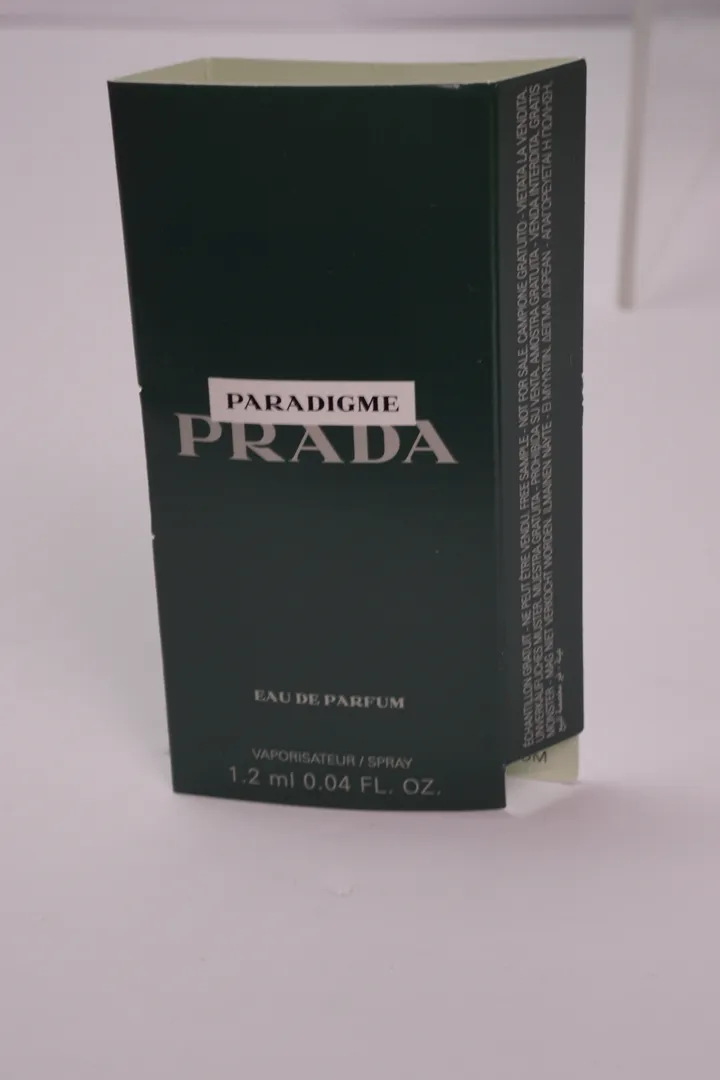 PARADIGME
PRADA
EAU DE PARFUM
VAPORISATEUR / SPRAY
1.2 ml 0.04 FL. OZ.
ÉCHANTILLON GRATUIT - NE PEUT ÊTRE VENDU. FREE SAMPLE - NOT FOR SALE. CAMPIONE GRATUITO - VIETATA LA VENDITA.
UNVERKÄUFLICHES MUSTER. MUESTRA GRATUITA - PROHIBIDA SU VENTA. AMOSTRA GRATUITA - VENDA INTERDITA. GRATIS
MONSTER - MAG NIET VERKOCHT WORDEN. ILMAINEN NÄYTE - EI MYYNTIIN. ΔΕΙΓΜΑ ΔΩΡΕΑΝ - ΑΠΑΓΟΡΕΥΕΤΑΙ Η ΠΩΛΗΣΗ.